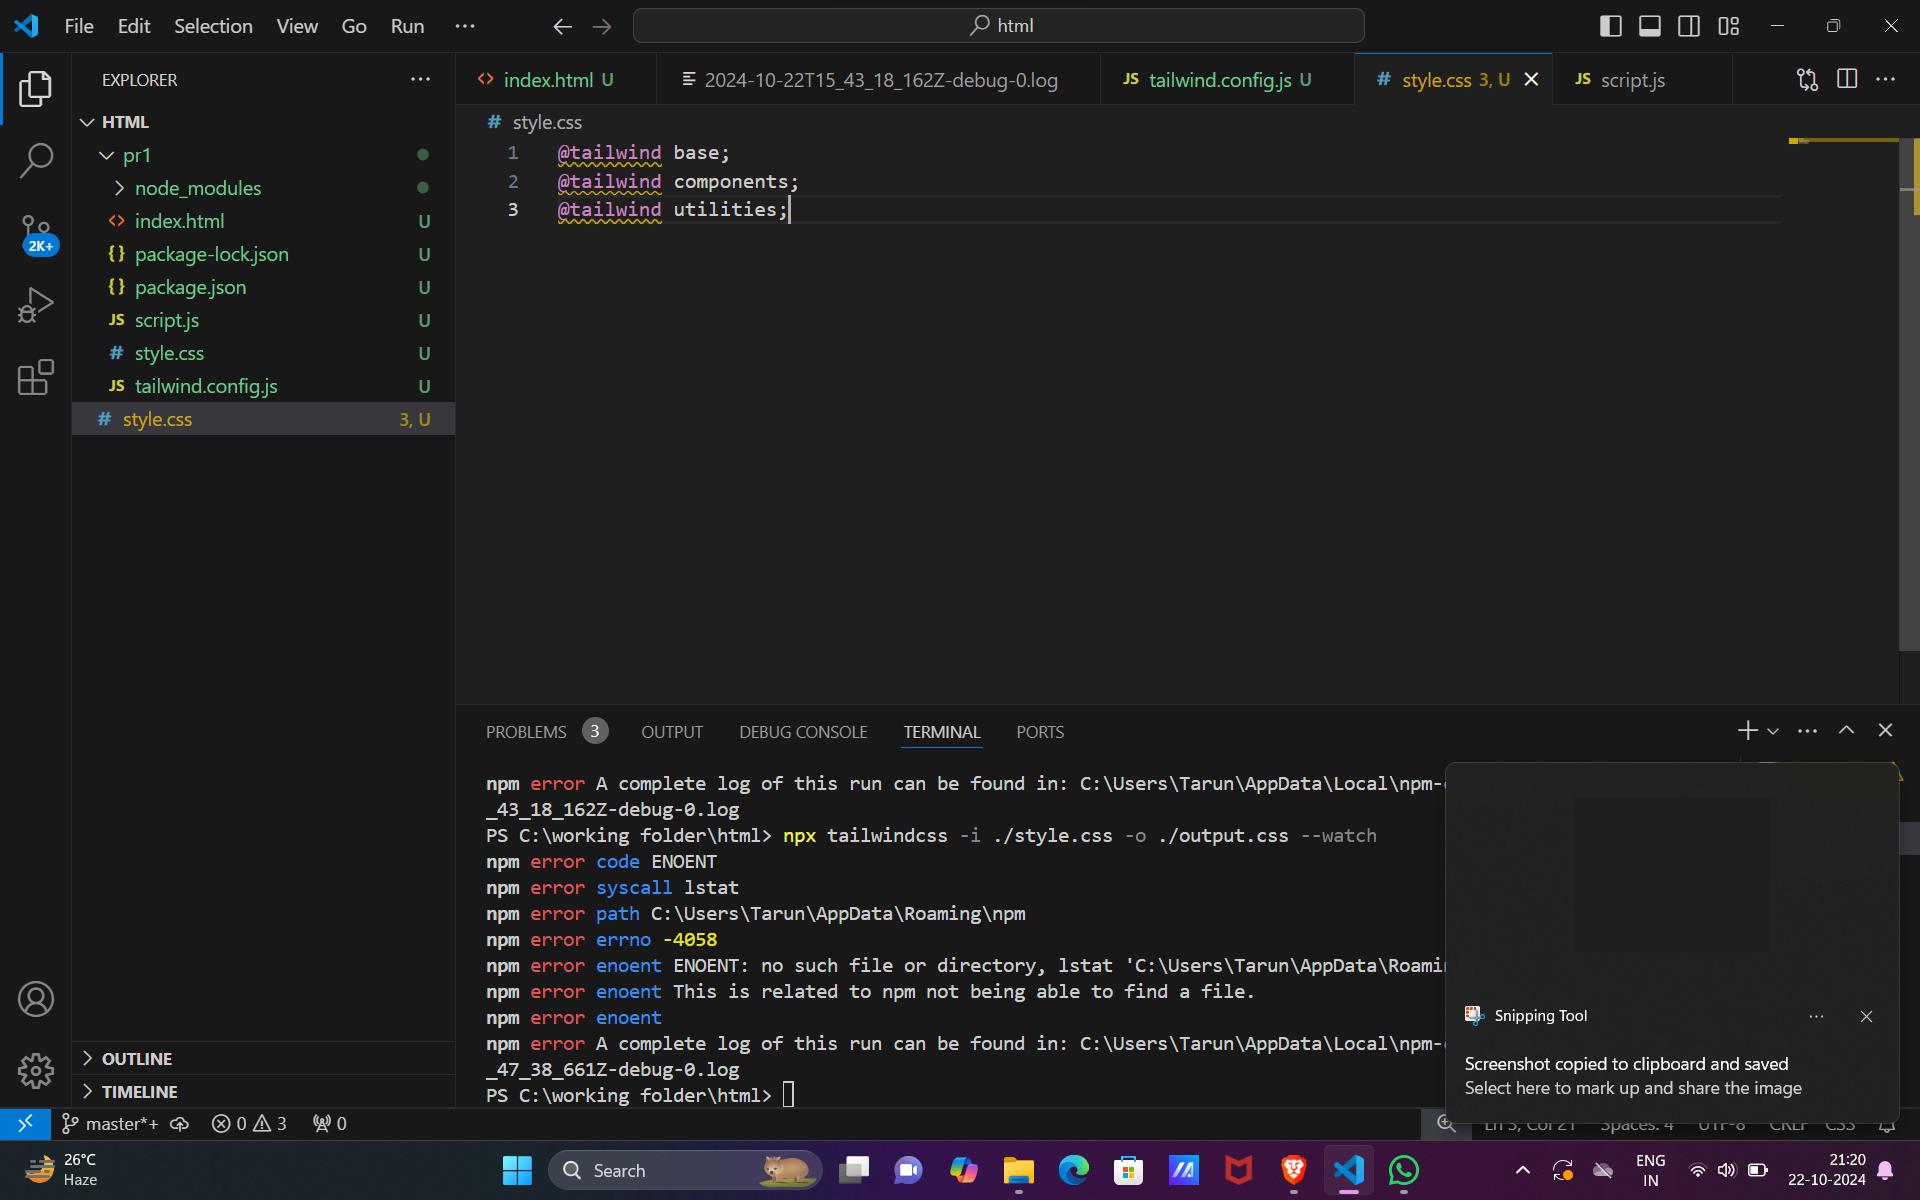 File Edit Selection View Go Run ···
html
EXPLORER
HTML
pr1
node_modules
index.html U
package-lock.json U
package.json U
script.js U
style.css U
tailwind.config.js U
style.css 3, U
2K+
index.html U
2024-10-22T15_43_18_162Z-debug-0.log
JS tailwind.config.js U
# style.css 3, U
JS script.js
# style.css
1 @tailwind base;
2 @tailwind components;
3 @tailwind utilities;
PROBLEMS 3 OUTPUT DEBUG CONSOLE TERMINAL PORTS
npm error A complete log of this run can be found in: C:\Users\Tarun\AppData\Local\npm-
_43_18_162Z-debug-0.log
PS C:\working folder\html> npx tailwindcss -i ./style.css -o ./output.css --watch
npm error code ENOENT
npm error syscall lstat
npm error path C:\Users\Tarun\AppData\Roaming\npm
npm error errno -4058
npm error enoent ENOENT: no such file or directory, lstat 'C:\Users\Tarun\AppData\Roami
npm error enoent This is related to npm not being able to find a file.
npm error enoent
npm error A complete log of this run can be found in: C:\Users\Tarun\AppData\Local\npm-
_47_38_661Z-debug-0.log
PS C:\working folder\html>
Snipping Tool
Screenshot copied to clipboard and saved
Select here to mark up and share the image
OUTLINE
TIMELINE
master*+ 0 3 0
Ln 3, Col 21 Spaces: 4 UTF-8 CRLF CSS
26°C
Haze
Search
ENG
IN
21:20
22-10-2024